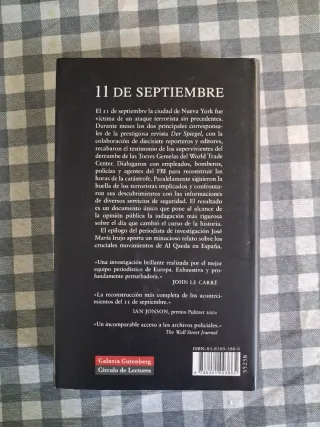 11 DE SEPTIEMBRE
El 11 de septiembre la ciudad de Nueva York fue
víctima de un ataque terrorista sin precedentes.
Durante meses los dos principales corresponsa-
les de la prestigiosa revista Der Spiegel, con la
colaboración de diecisiete reporteros y editores,
recabaron el testimonio de los supervivientes del
derrumbe de las Torres Gemelas del World Trade
Center. Dialogaron con empleados, bomberos,
policías y agentes del FBI para reconstruir las
horas de la catástrofe. Paralelamente siguieron la
huella de los terroristas implicados y confronta-
ron sus descubrimientos con las informaciones
de diversos servicios de seguridad. El resultado
es un documento único que pone al alcance de
la opinión pública la indagación más rigurosa
sobre el día que cambió el curso de la historia.
El epílogo del periodista de investigación José
María Irujo aporta un minucioso relato sobre los
cruciales movimientos de Al Qaeda en España.
«Una investigación brillante realizada por el mejor
equipo periodístico de Europa. Exhaustiva y pro-
fundamente perturbadora.»
JOHN LE CARRÉ
«La reconstrucción más completa de los aconteci-
mientos del 11 de septiembre.»
IAN JONSON, premio Pulitzer 2001
«Un incomparable acceso a los archivos policiales.»
The Wall Street Journal
Galaxia Gutenberg
Círculo de Lectores
35238